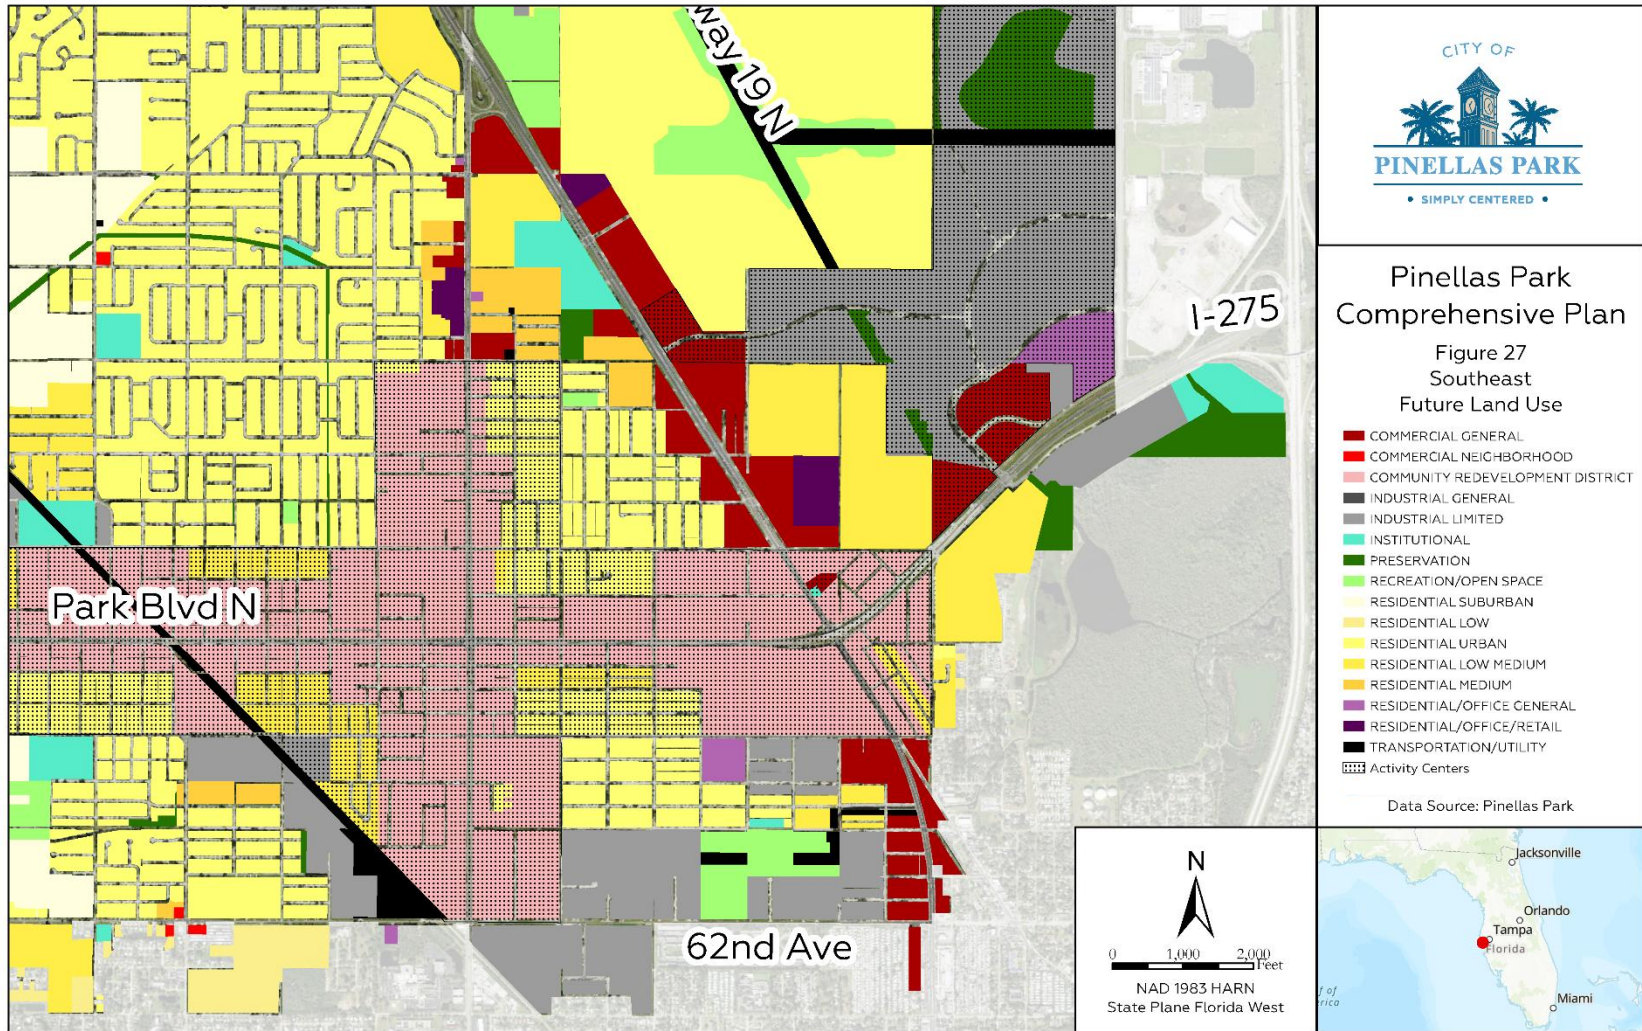 way 19 N
I-275
Park Blvd N
62nd Ave
CITY OF
PINELLAS PARK
• SIMPLY CENTERED •
Pinellas Park
Comprehensive Plan
Figure 27
Southeast
Future Land Use
COMMERCIAL GENERAL
COMMERCIAL NEIGHBORHOOD
COMMUNITY REDEVELOPMENT DISTRICT
INDUSTRIAL GENERAL
INDUSTRIAL LIMITED
INSTITUTIONAL
PRESERVATION
RECREATION/OPEN SPACE
RESIDENTIAL SUBURBAN
RESIDENTIAL LOW
RESIDENTIAL URBAN
RESIDENTIAL LOW MEDIUM
RESIDENTIAL MEDIUM
RESIDENTIAL/OFFICE GENERAL
RESIDENTIAL/OFFICE/RETAIL
TRANSPORTATION/UTILITY
Activity Centers
Data Source: Pinellas Park
N
0 1,000 2,000
Feet
NAD 1983 HARN
State Plane Florida West
Jacksonville
Orlando
Tampa
Florida
Miami